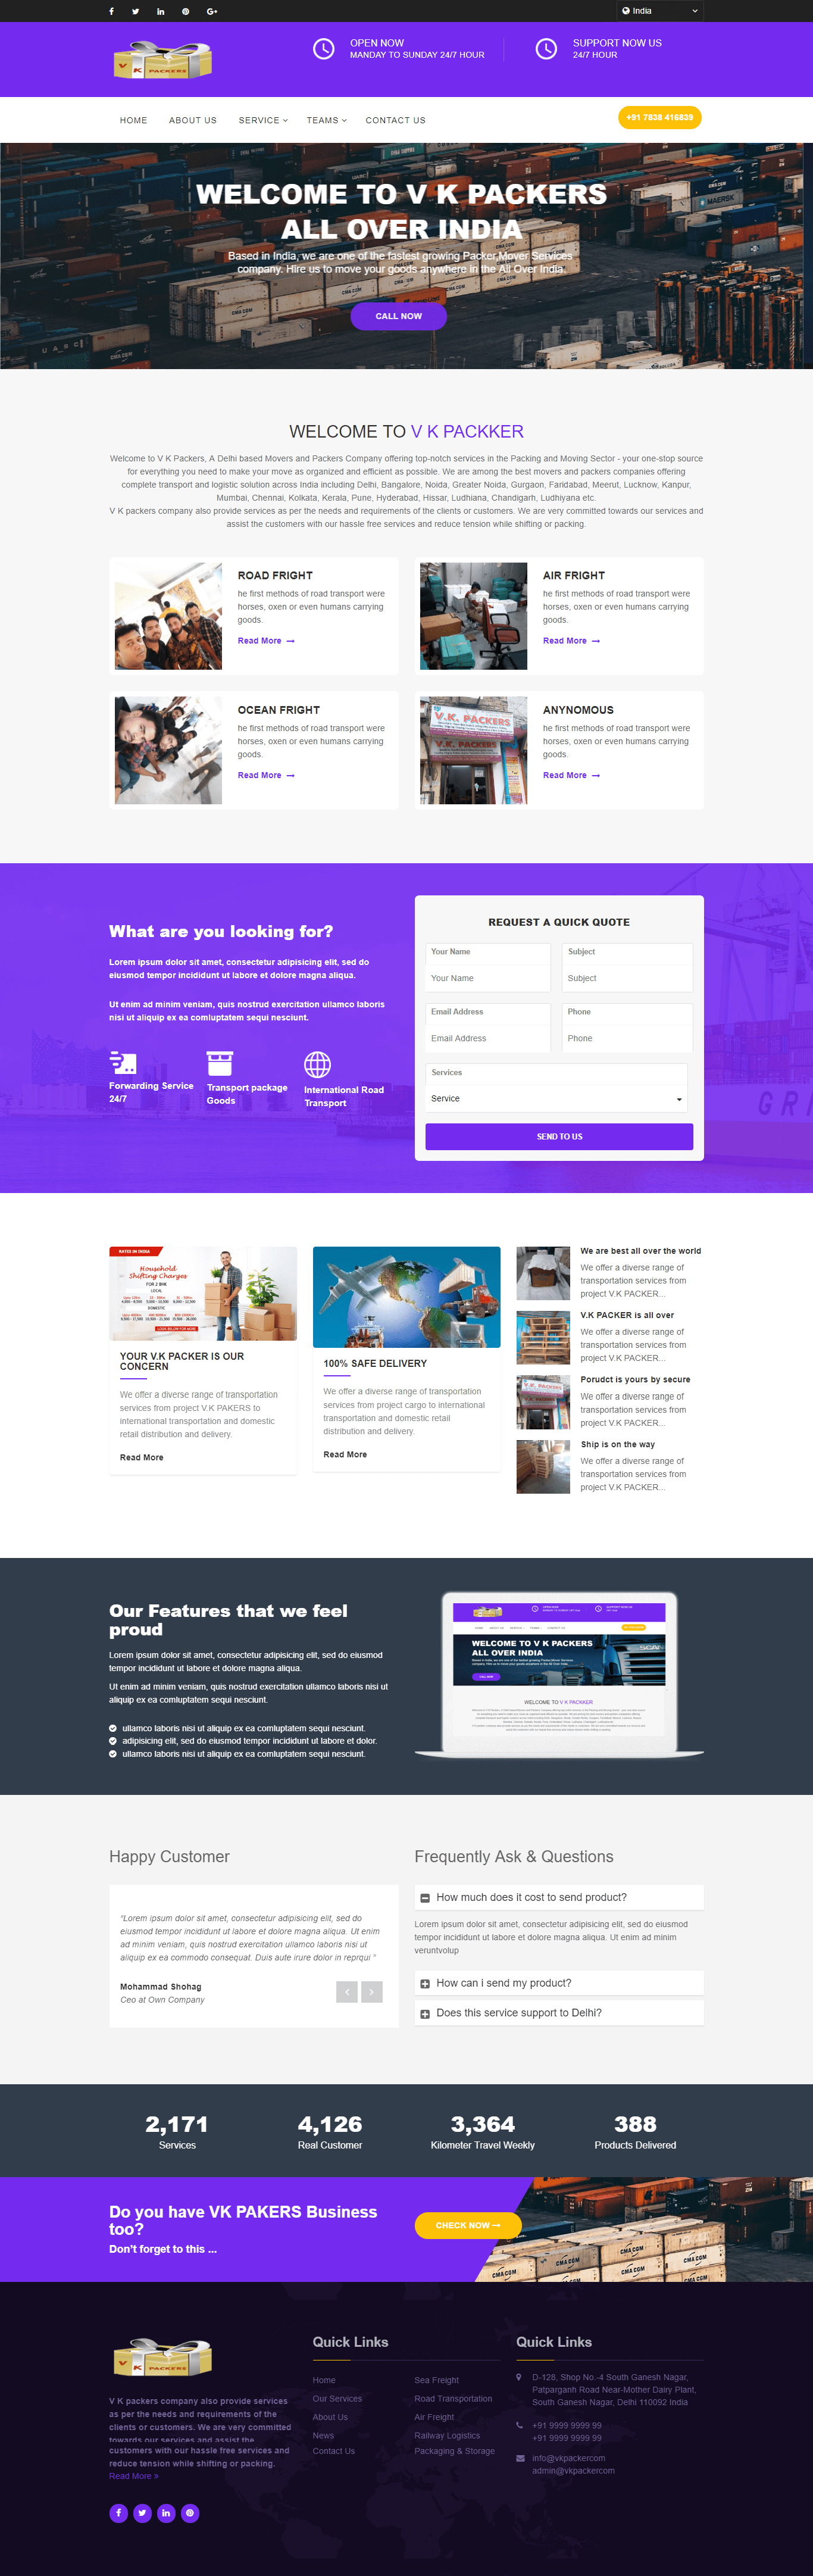 India
V K PACKERS
OPEN NOW
MANDAY TO SUNDAY 24/7 HOUR
SUPPORT NOW US
24/7 HOUR
HOME
ABOUT US
SERVICE
TEAMS
CONTACT US
+91 7838 416839
WELCOME TO V K PACKERS
ALL OVER INDIA
Based in India, we are one of the fastest growing Packer,Mover Services
company. Hire us to move your goods anywhere in the All Over India.
CALL NOW
WELCOME TO V K PACKKER
Welcome to V K Packers, A Delhi based Movers and Packers Company offering top-notch services in the Packing and Moving Sector - your one-stop source
for everything you need to make your move as organized and efficient as possible. We are among the best movers and packers companies offering
complete transport and logistic solution across India including Delhi, Bangalore, Noida, Greater Noida, Gurgaon, Faridabad, Meerut, Lucknow, Kanpur,
Mumbai, Chennai, Kolkata, Kerala, Pune, Hyderabad, Hissar, Ludhiana, Chandigarh, Ludhiyana etc.
V K packers company also provide services as per the needs and requirements of the clients or customers. We are very committed towards our services and
assist the customers with our hassle free services and reduce tension while shifting or packing.
ROAD FRIGHT
he first methods of road transport were
horses, oxen or even humans carrying
goods.
Read More
AIR FRIGHT
he first methods of road transport were
horses, oxen or even humans carrying
goods.
Read More
OCEAN FRIGHT
he first methods of road transport were
horses, oxen or even humans carrying
goods.
Read More
V.K. PACKERS
V.K. PACKERS
ANYNOMOUS
he first methods of road transport were
horses, oxen or even humans carrying
goods.
Read More
What are you looking for?
Lorem ipsum dolor sit amet, consectetur adipisicing elit, sed do
eiusmod tempor incididunt ut labore et dolore magna aliqua.
Ut enim ad minim veniam, quis nostrud exercitation ullamco laboris
nisi ut aliquip ex ea comluptatem sequi nesciunt.
Forwarding Service
24/7
Transport package
Goods
International Road
Transport
REQUEST A QUICK QUOTE
Your Name
Your Name
Subject
Subject
Email Address
Email Address
Phone
Phone
Services
Service
SEND TO US
RATES IN INDIA
Household
Shifting Charges
FOR 2 BHK
LOCAL
DOMESTIC
YOUR V.K PACKER IS OUR
CONCERN
We offer a diverse range of transportation
services from project V.K PAKERS to
international transportation and domestic
retail distribution and delivery.
Read More
100% SAFE DELIVERY
We offer a diverse range of transportation
services from project cargo to international
transportation and domestic retail
distribution and delivery.
Read More
We are best all over the world
We offer a diverse range of
transportation services from
project V.K PACKER...
V.K PACKER is all over
We offer a diverse range of
transportation services from
project V.K PACKER...
Porudct is yours by secure
We offer a diverse range of
transportation services from
project V.K PACKER...
Ship is on the way
We offer a diverse range of
transportation services from
project V.K PACKER...
Our Features that we feel
proud
Lorem ipsum dolor sit amet, consectetur adipisicing elit, sed do eiusmod
tempor incididunt ut labore et dolore magna aliqua.
Ut enim ad minim veniam, quis nostrud exercitation ullamco laboris nisi ut
aliquip ex ea comluptatem sequi nesciunt.
ullamco laboris nisi ut aliquip ex ea comluptatem sequi nesciunt.
adipisicing elit, sed do eiusmod tempor incididunt ut labore et dolor.
ullamco laboris nisi ut aliquip ex ea comluptatem sequi nesciunt.
WELCOME TO V K PACKERS
ALL OVER INDIA
WELCOME TO V K PACKKER
Happy Customer
"Lorem ipsum dolor sit amet, consectetur adipisicing elit, sed do
eiusmod tempor incididunt ut labore et dolore magna aliqua. Ut enim
ad minim veniam, quis nostrud exercitation ullamco laboris nisi ut
aliquip ex ea commodo consequat. Duis aute irure dolor in reprqui "
Mohammad Shohag
Ceo at Own Company
Frequently Ask & Questions
How much does it cost to send product?
Lorem ipsum dolor sit amet, consectetur adipisicing elit, sed do eiusmod
tempor incididunt ut labore et dolore magna aliqua. Ut enim ad minim
veruntvolup
How can i send my product?
Does this service support to Delhi?
2,171
Services
4,126
Real Customer
3,364
Kilometer Travel Weekly
388
Products Delivered
Do you have VK PAKERS Business
too?
Don't forget to this ...
CHECK NOW
V K PACKERS
V K packers company also provide services
as per the needs and requirements of the
clients or customers. We are very committed
towards our services and assist the
customers with our hassle free services and
reduce tension while shifting or packing.
Read More
Quick Links
Home
Our Services
About Us
News
Contact Us
Sea Freight
Road Transportation
Air Freight
Railway Logistics
Packaging & Storage
Quick Links
D-128, Shop No.-4 South Ganesh Nagar,
Patparganh Road Near-Mother Dairy Plant,
South Ganesh Nagar, Delhi 110092 India
+91 9999 9999 99
+91 9999 9999 99
info@vkpackercom
admin@vkpackercom